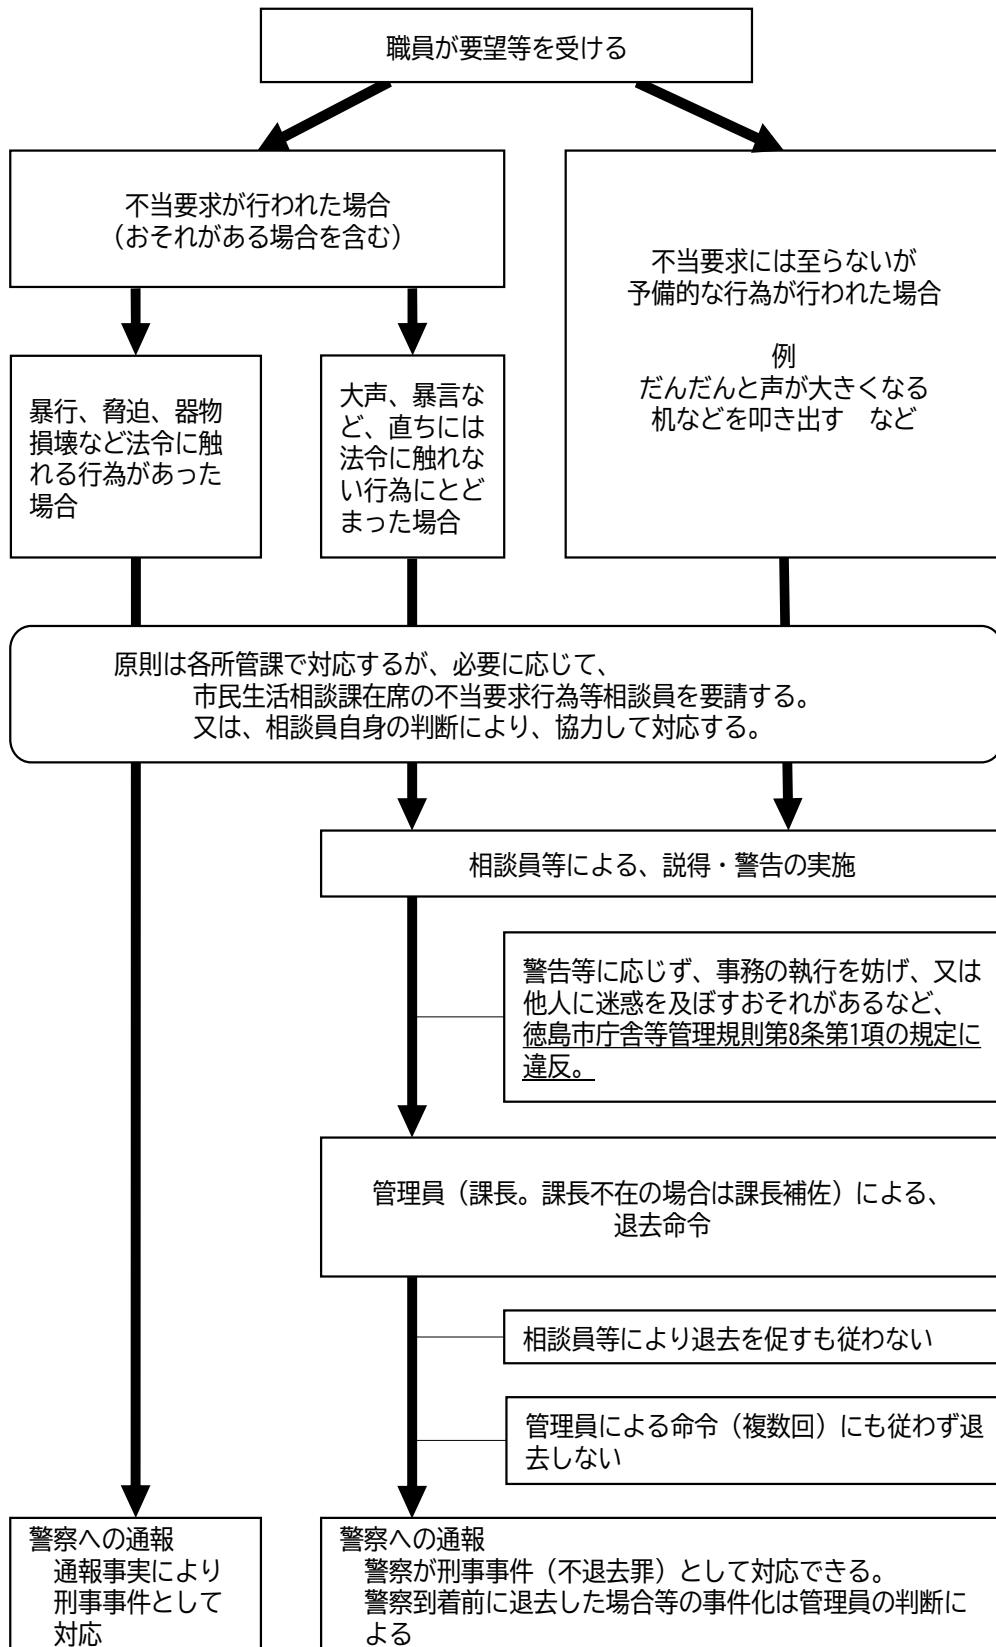 職員が要望等を受ける
不当要求が行われた場合
（おそれがある場合を含む）
不当要求には至らないが
予備的な行為が行われた場合
例
だんだんと声が大きくなる
机などを叩き出す　など
暴行、脅迫、器物
損壊など法令に触
れる行為があった
場合
大声、暴言な
ど、直ちには
法令に触れな
い行為にとど
まった場合
原則は各所管課で対応するが、必要に応じて、
市民生活相談課在席の不当要求行為等相談員を要請する。
又は、相談員自身の判断により、協力して対応する。
相談員等による、説得・警告の実施
警告等に応じず、事務の執行を妨げ、又は
他人に迷惑を及ぼすおそれがあるなど、
徳島市庁舎等管理規則第8条第1項の規定に
違反。
管理員（課長。課長不在の場合は課長補佐）による、
退去命令
相談員等により退去を促すも従わない
管理員による命令（複数回）にも従わず退
去しない
警察への通報
通報事実により
刑事事件として
対応
警察への通報
警察が刑事事件（不退去罪）として対応できる。
警察到着前に退去した場合等の事件化は管理員の判断に
よる